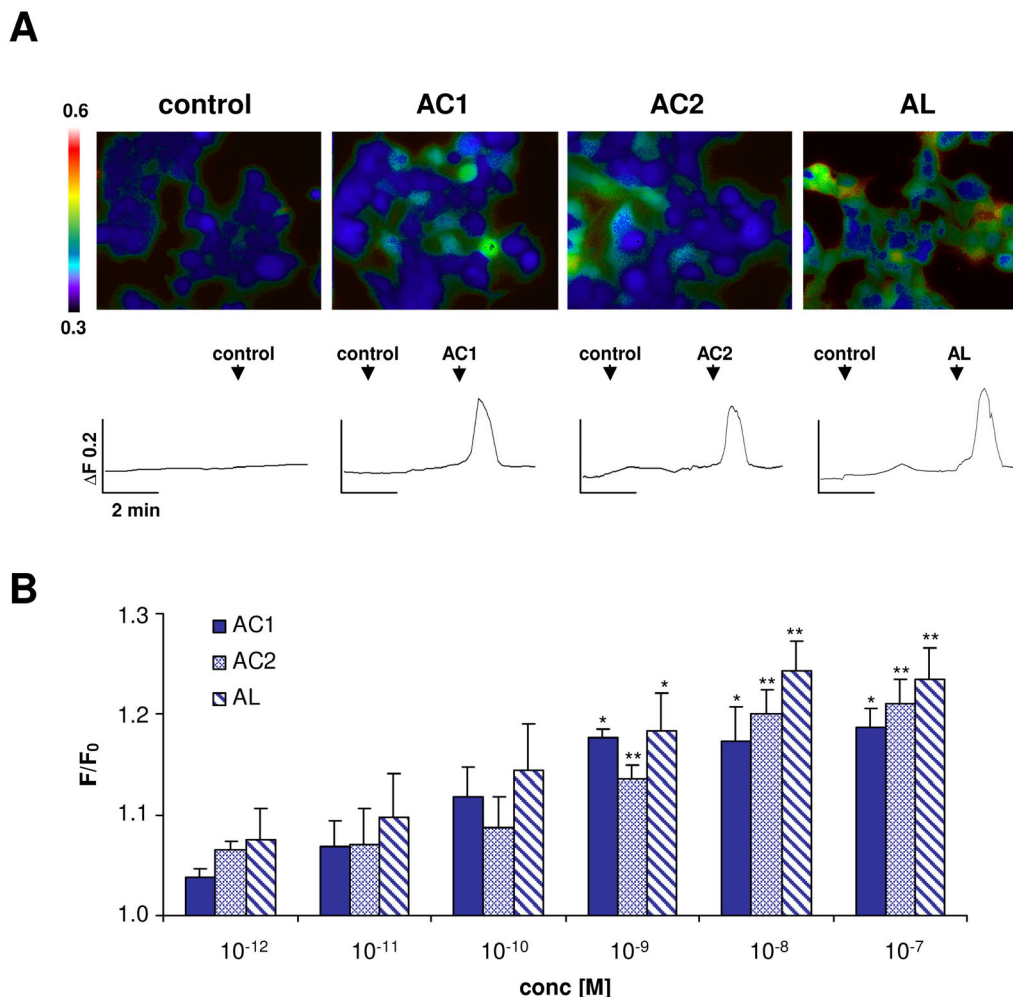 A
control AC1 AC2 AL
0.6
0.3
control control AC1 control AC2 control AL
ΔF 0.2
2 min
B
1.3
1.2
1.1
1.0
F/F₀
AC1
AC2
AL
* ** *
* ** **
* ** **
10⁻¹² 10⁻¹¹ 10⁻¹⁰ 10⁻⁹ 10⁻⁸ 10⁻⁷
conc [M]